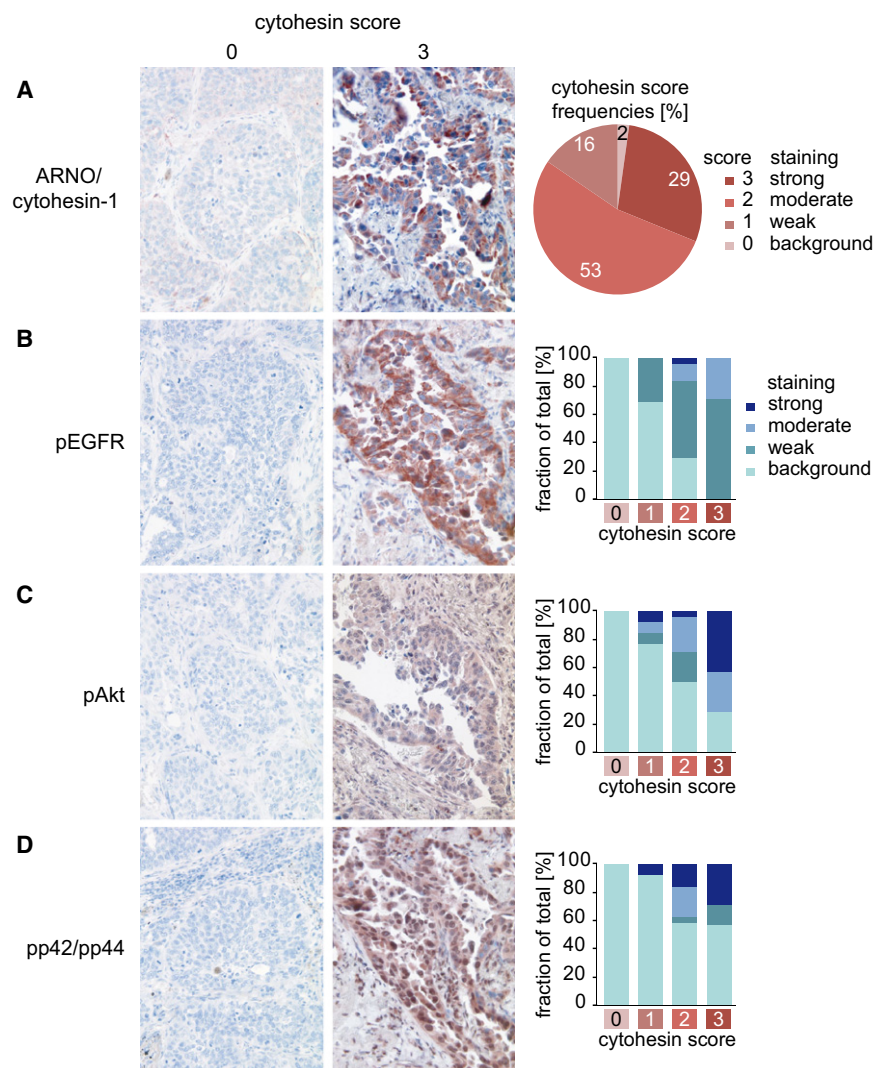 cytohesin score
0 3
A
ARNO/
cytohesin-1
cytohesin score
frequencies [%]
2
16
29
53
score staining
3 strong
2 moderate
1 weak
0 background
B
pEGFR
fraction of total [%]
100
80
60
40
20
0
0 1 2 3
cytohesin score
staining
strong
moderate
weak
background
C
pAkt
fraction of total [%]
100
80
60
40
20
0
0 1 2 3
cytohesin score
D
pp42/pp44
fraction of total [%]
100
80
60
40
20
0
0 1 2 3
cytohesin score